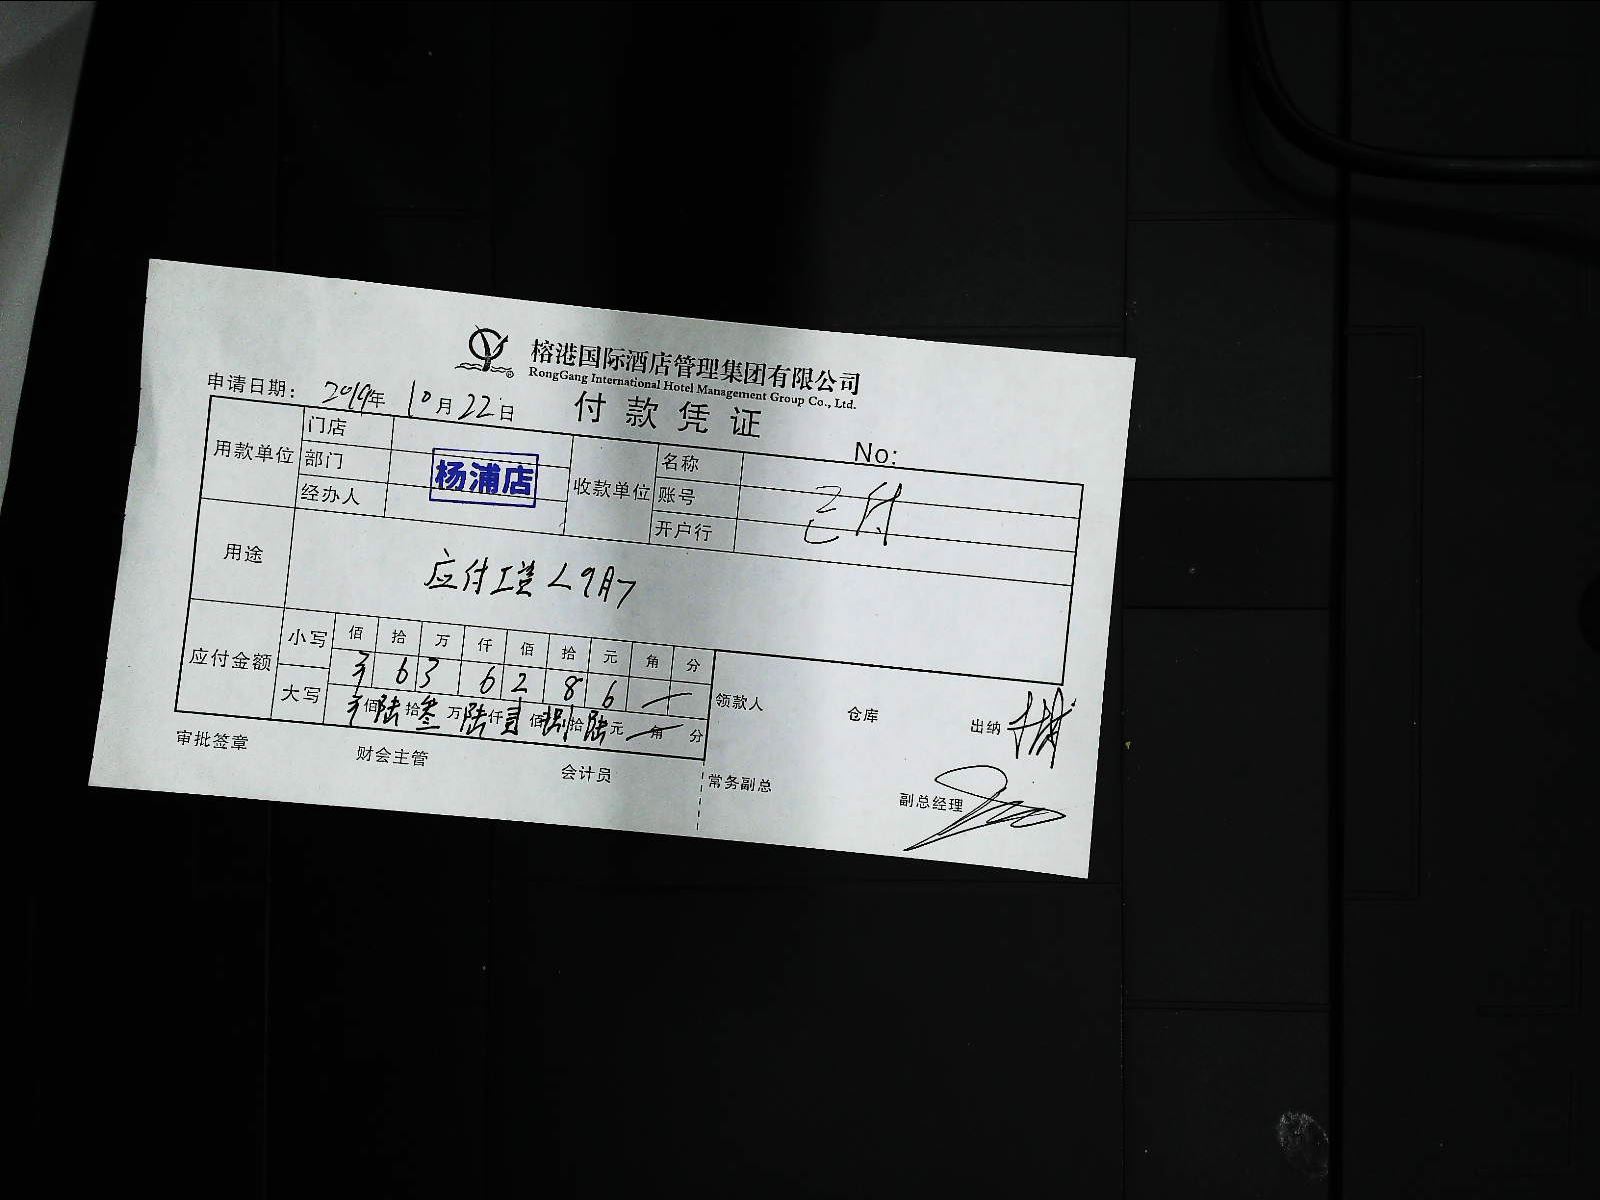 榕港国际酒店管理集团有限公司
RongGang International Hotel Management Group Co., Ltd.
申请日期： 2019年 10月22日
付款凭证
No:
用款单位 门店
部门
经办人
杨浦店
收款单位 名称
账号
开户行
已付
用途
应付工资<9月>
应付金额 小写 佰 拾 万 仟 佰 拾 元 角 分
¥ 6 3 6 2 8 6 —
大写 ¥佰陆拾叁万陆仟贰佰捌拾陆元—角 分
领款人 仓库 出纳
审批签章 财会主管 会计员 常务副总 副总经理